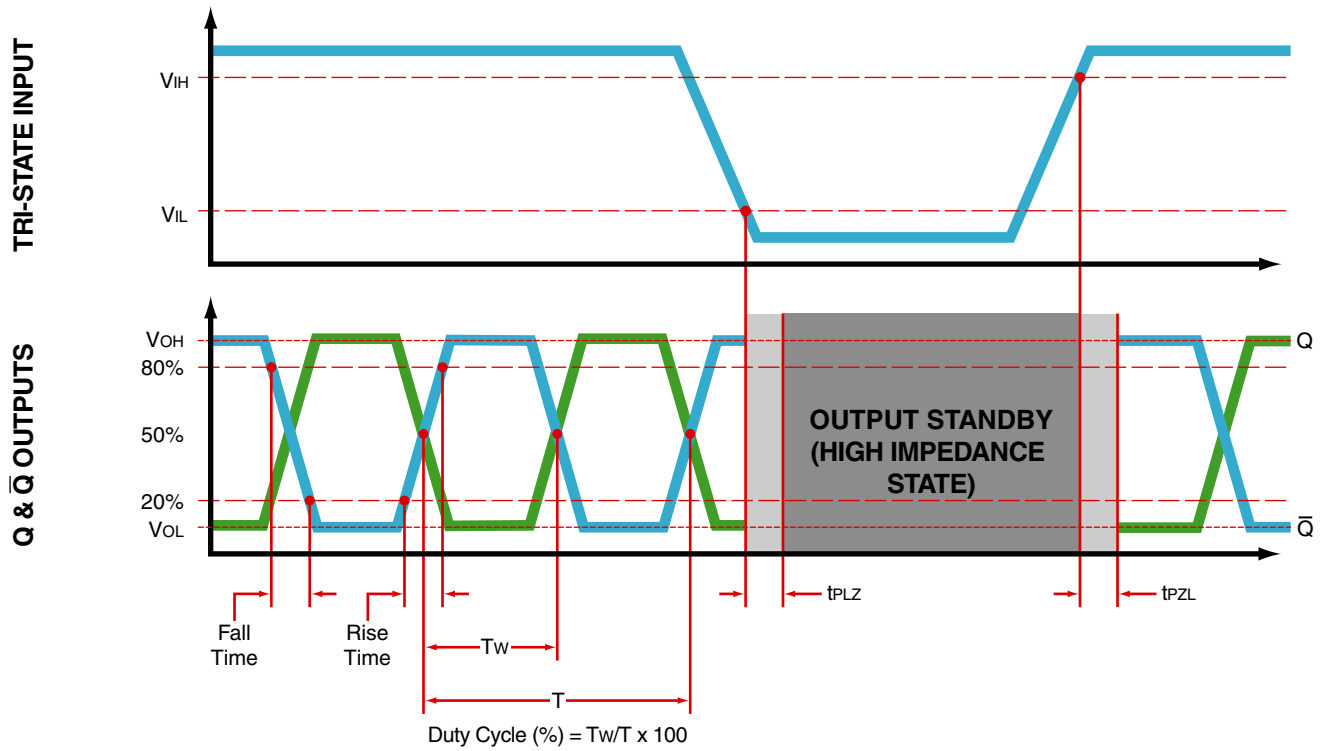 TRI-STATE INPUT
VIH
VIL
Q & Q̅ OUTPUTS
VOH
80%
50%
20%
VOL
Q
Q̅
OUTPUT STANDBY
(HIGH IMPEDANCE
STATE)
Fall
Time
Rise
Time
TW
T
tPLZ
tPZL
Duty Cycle (%) = TW/T x 100